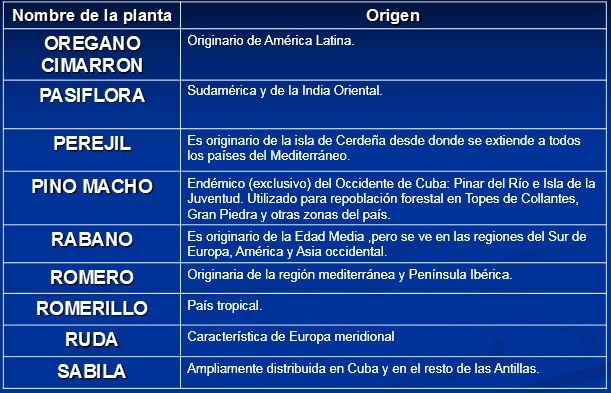 Nombre de la planta
Origen
OREGANO
CIMARRON
Originario de América Latina.
PASIFLORA
Sudamérica y de la India Oriental.
PEREJIL
Es originario de la isla de Cerdeña desde donde se extiende a todos
los países del Mediterráneo.
PINO MACHO
Endémico (exclusivo) del Occidente de Cuba: Pinar del Río e Isla de la
Juventud. Utilizado para repoblación forestal en Topes de Collantes,
Gran Piedra y otras zonas del país.
RABANO
Es originario de la Edad Media ,pero se ve en las regiones del Sur de
Europa, América y Asia occidental.
ROMERO
Originaria de la región mediterránea y Península Ibérica.
ROMERILLO
País tropical.
RUDA
Característica de Europa meridional
SABILA
Ampliamente distribuida en Cuba y en el resto de las Antillas.